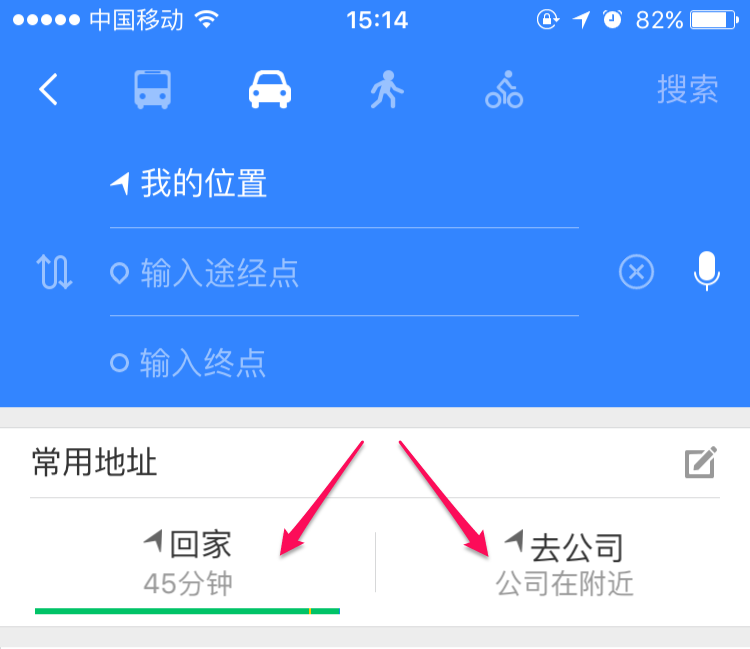 中国移动 15:14 82%
搜索
我的位置
输入途经点
输入终点
常用地址
回家 去公司
45分钟 公司在附近